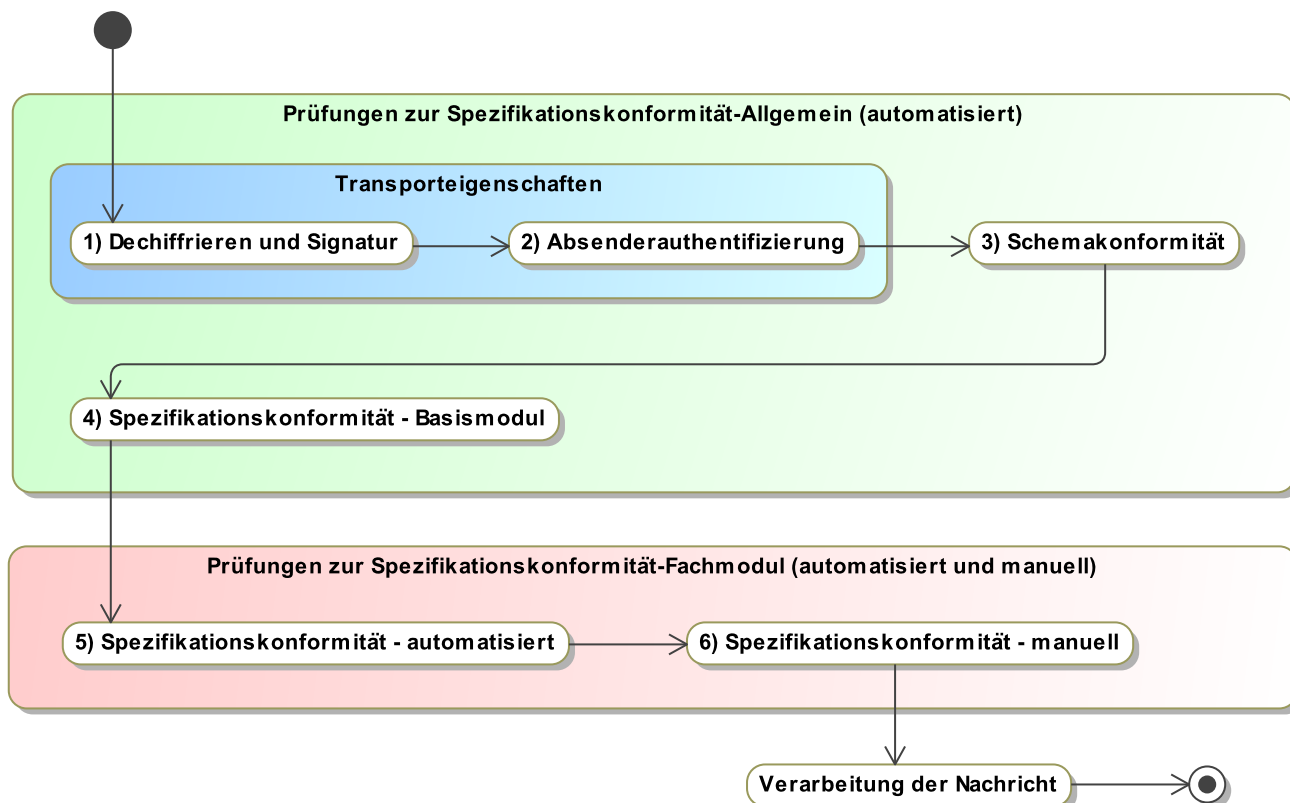 Prüfungen zur Spezifikationskonformität-Allgemein (automatisiert)
Transporteigenschaften
1) Dechiffrieren und Signatur
2) Absenderauthentifizierung
3) Schemakonformität
4) Spezifikationskonformität - Basismodul
Prüfungen zur Spezifikationskonformität-Fachmodul (automatisiert und manuell)
5) Spezifikationskonformität - automatisiert
6) Spezifikationskonformität - manuell
Verarbeitung der Nachricht